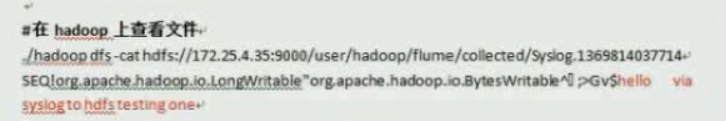 #在 hadoop 上查看文件
./hadoop dfs -cat hdfs://172.25.4.35:9000/user/hadoop/flume/collected/Syslog.1369814037714
SEQ!org.apache.hadoop.io.LongWritable"org.apache.hadoop.io.BytesWritable^ ;>Gv$hello via
syslog to hdfs testing one